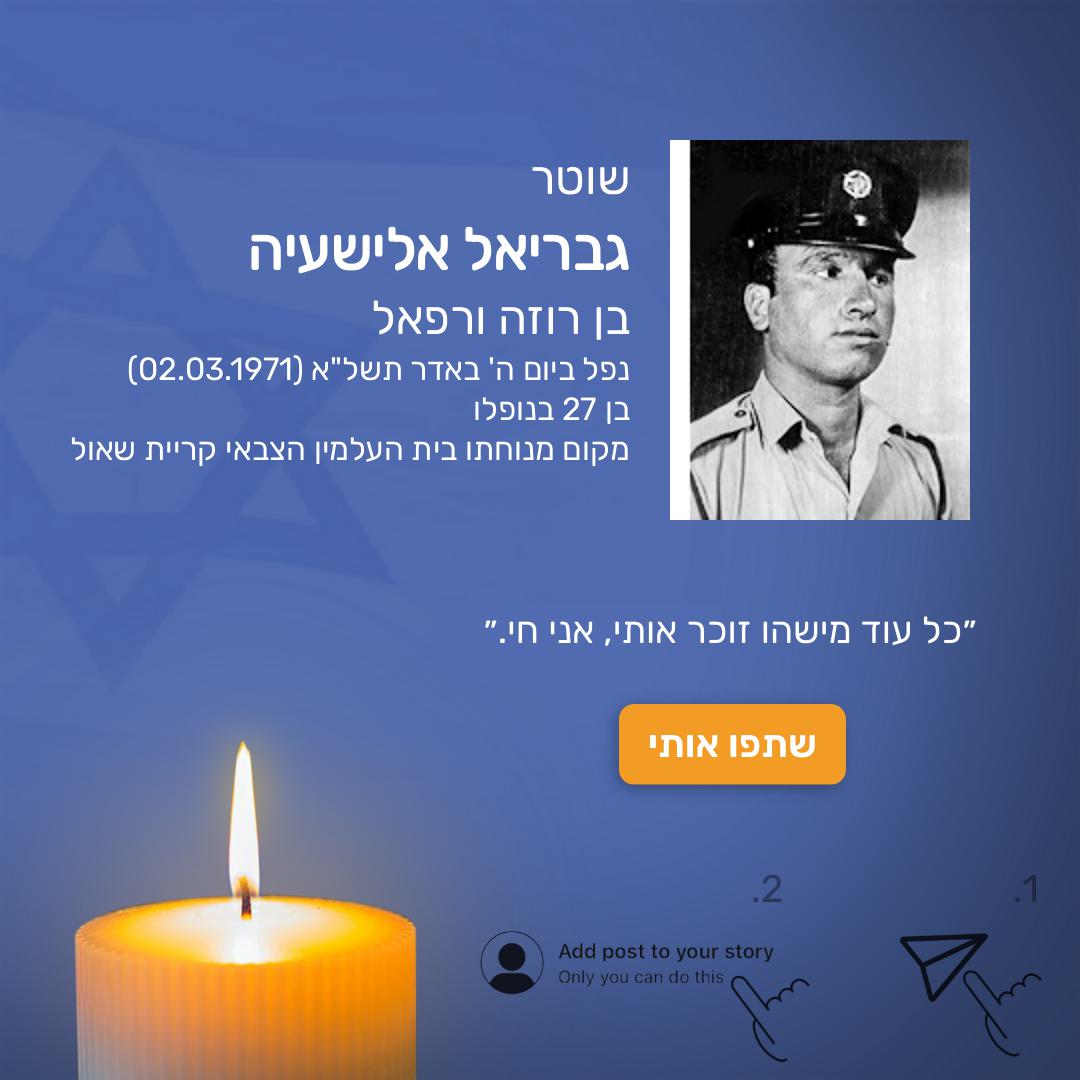 שוטר
גבריאל אלישעיה
בן רוזה ורפאל
נפל ביום ה' באדר תשל"א (02.03.1971)
בן 27 בנופלו
מקום מנוחתו בית העלמין הצבאי קריית שאול
״כל עוד מישהו זוכר אותי, אני חי.״
שתפו אותי
1.
2.
Add post to your story
Only you can do this